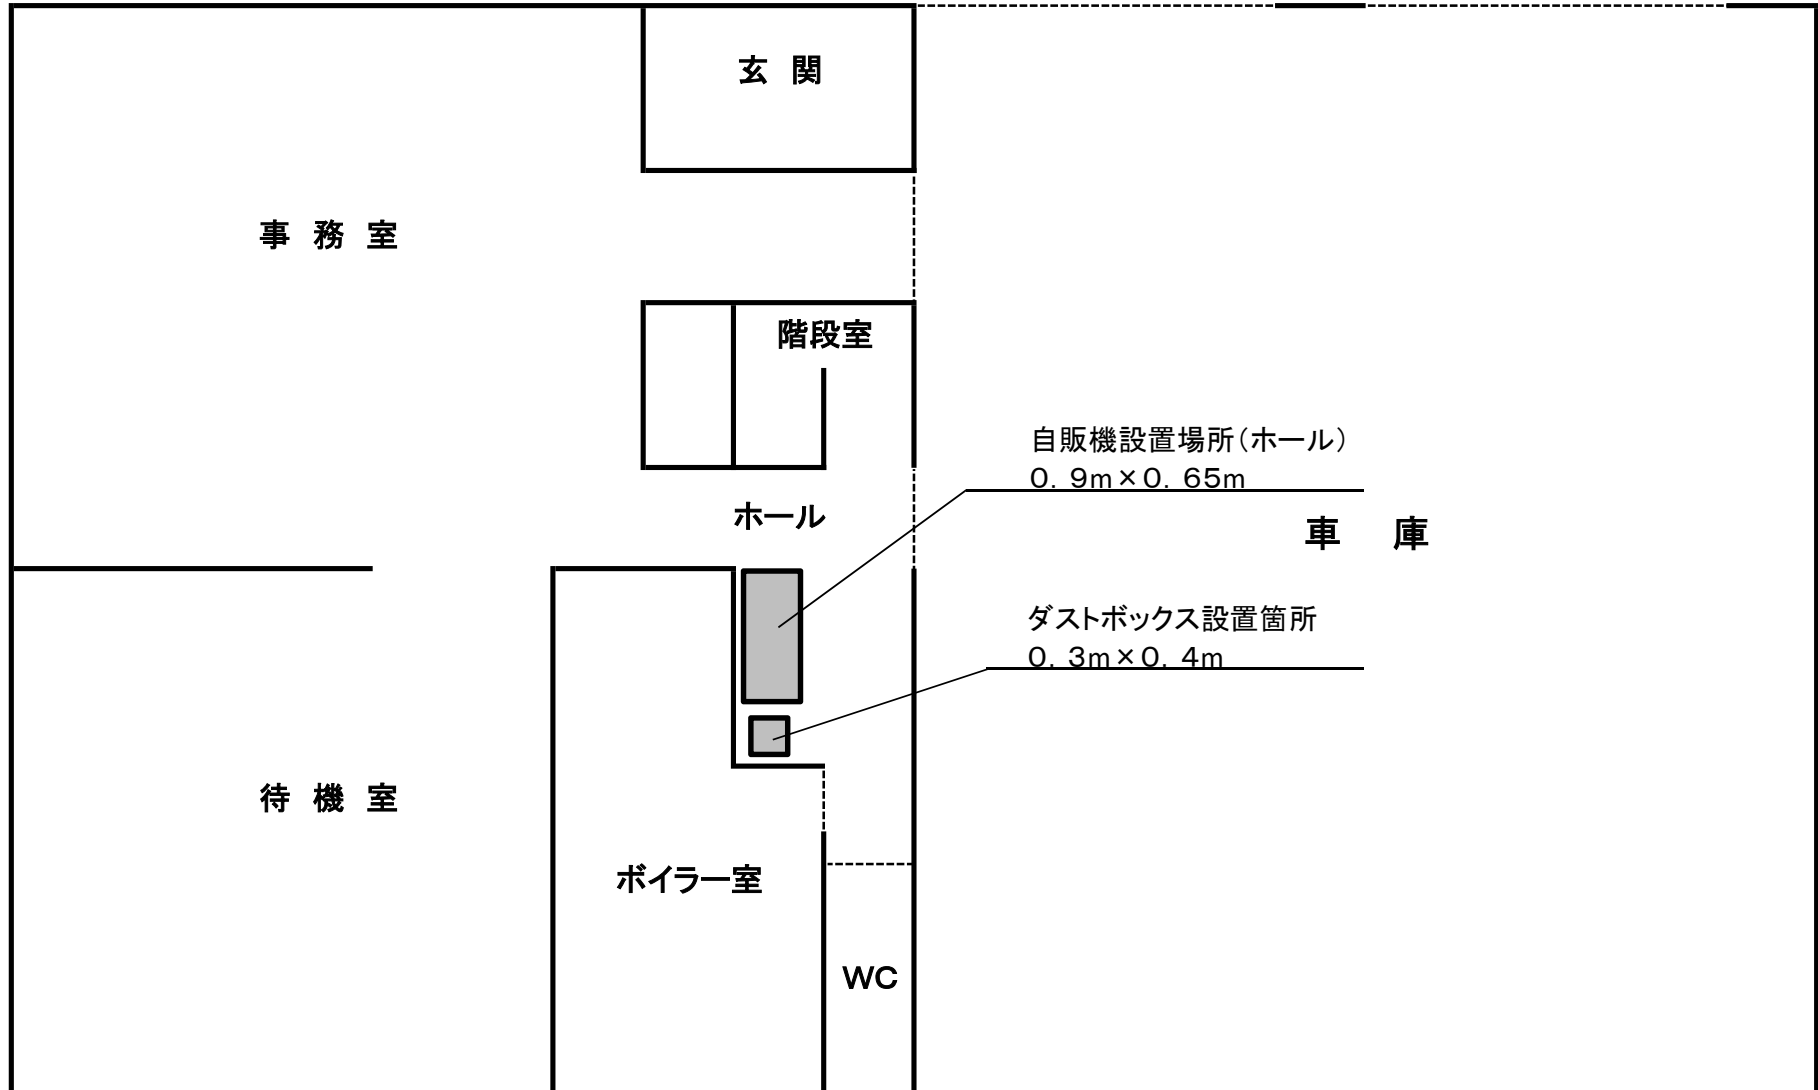 玄 関
事 務 室
階段室
自販機設置場所(ホール)
０．９m×０．６５m
ホール
車 庫
ダストボックス設置箇所
０．３m×０．４m
待 機 室
ボイラー室
WC